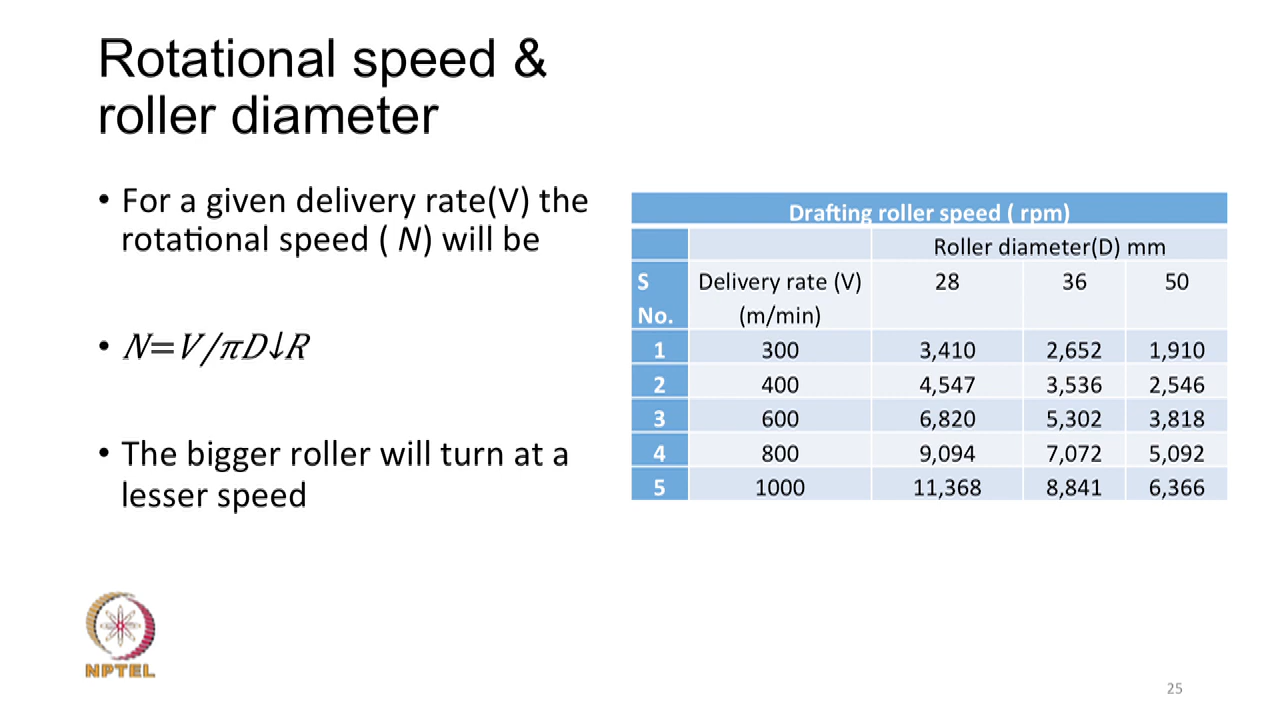 Rotational speed &
roller diameter
• For a given delivery rate(V) the
rotational speed ( N) will be
• N=V/πD↓R
• The bigger roller will turn at a
lesser speed
Drafting roller speed ( rpm)
Roller diameter(D) mm
S No. Delivery rate (V) (m/min) 28 36 50
1 300 3,410 2,652 1,910
2 400 4,547 3,536 2,546
3 600 6,820 5,302 3,818
4 800 9,094 7,072 5,092
5 1000 11,368 8,841 6,366
NPTEL
25